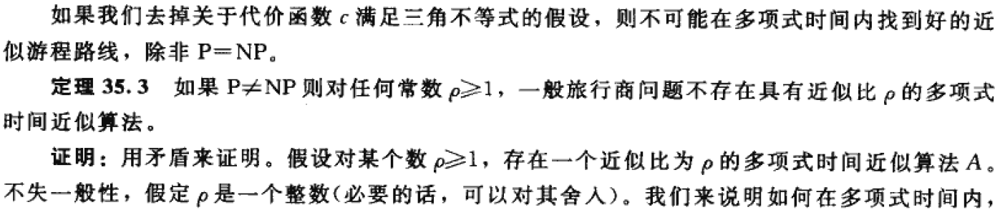 如果我们去掉关于代价函数 c 满足三角不等式的假设，则不可能在多项式时间内找到好的近
似游程路线，除非 P=NP。
定理 35.3 如果 P≠NP 则对任何常数 ρ≥1，一般旅行商问题不存在具有近似比 ρ 的多项式
时间近似算法。
证明：用矛盾来证明。假设对某个数 ρ≥1，存在一个近似比为 ρ 的多项式时间近似算法 A。
不失一般性，假定 ρ 是一个整数(必要的话，可以对其舍入)。我们来说明如何在多项式时间内，